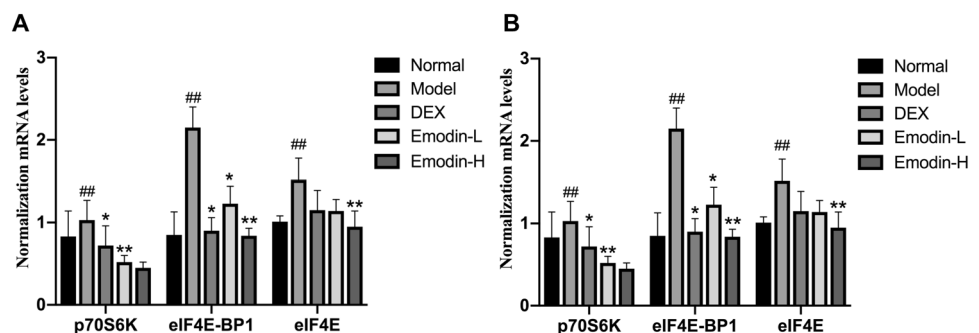 A
Normalization mRNA levels
3
2
1
0
##
*
**
##
*
*
**
##
**
p70S6K
eIF4E-BP1
eIF4E
Normal
Model
DEX
Emodin-L
Emodin-H
B
Normalization mRNA levels
3
2
1
0
##
*
**
##
*
*
**
##
**
p70S6K
eIF4E-BP1
eIF4E
Normal
Model
DEX
Emodin-L
Emodin-H